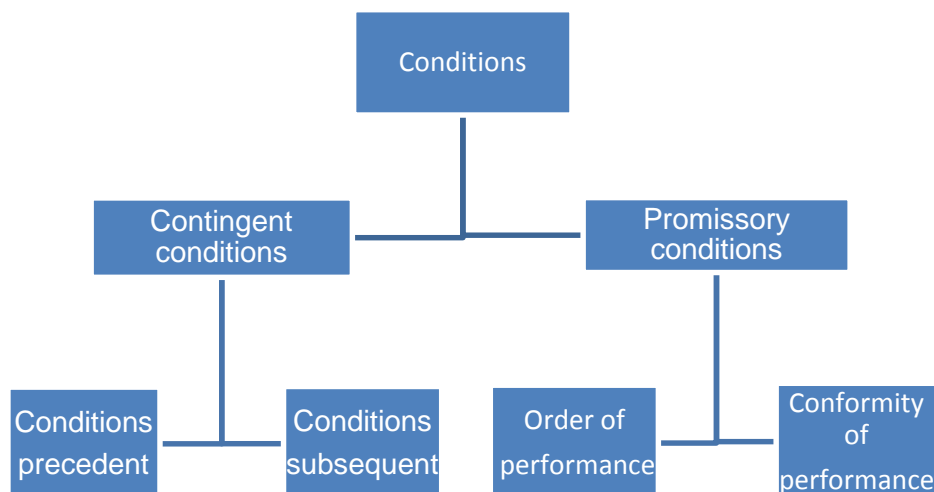 Conditions
Contingent
conditions
Promissory
conditions
Conditions
precedent
Conditions
subsequent
Order of
performance
Conformity
of
performance